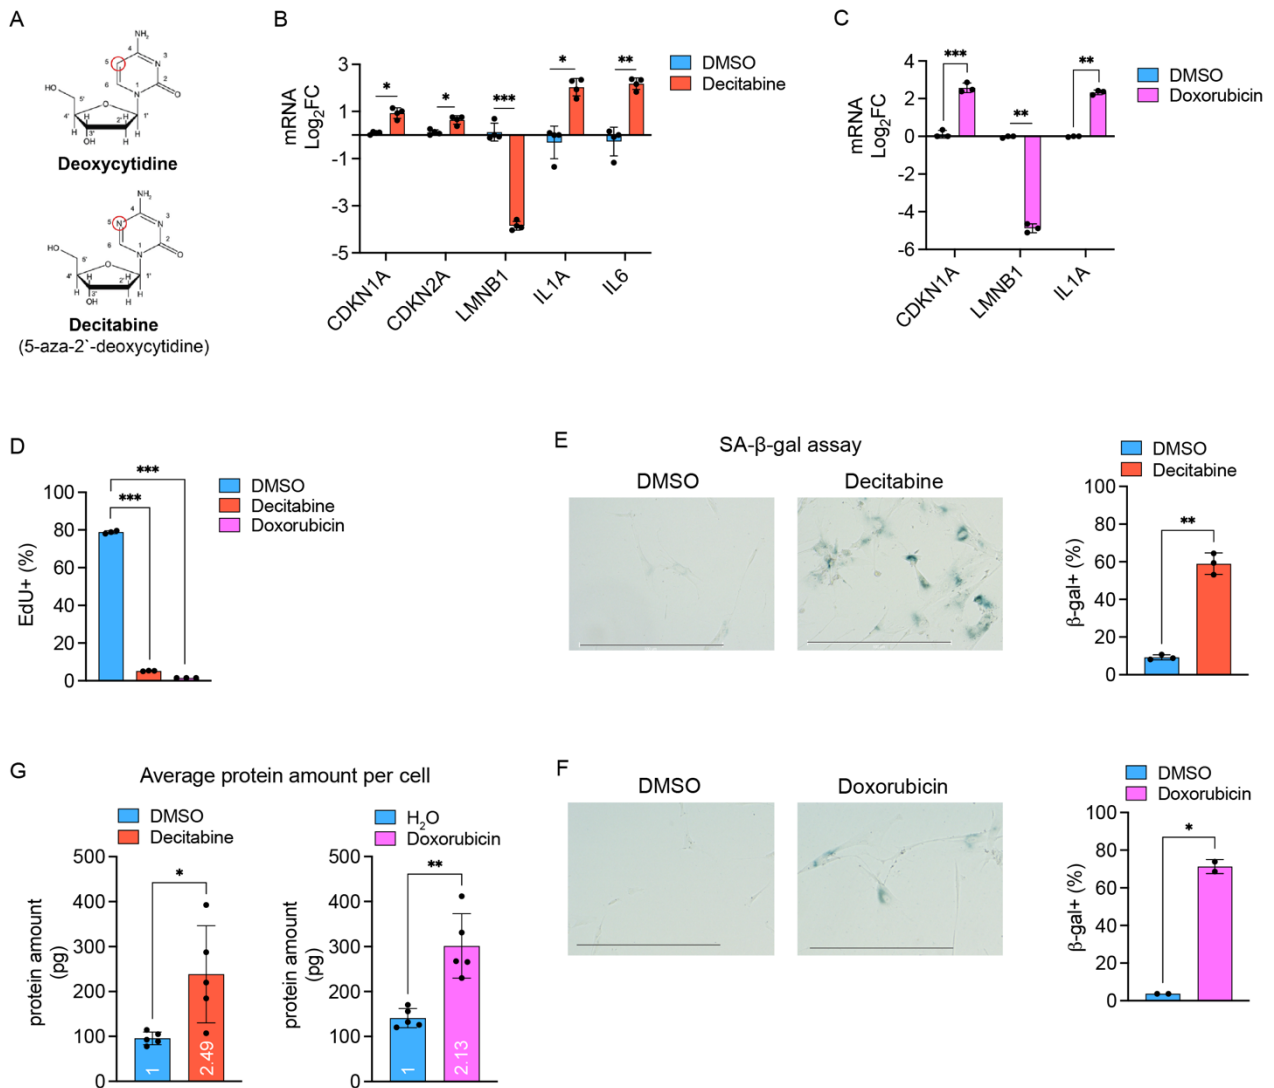 A
NH2
4
5
3
N
6
1
2
N
O
HO
5'
O
4'
H
H
1'
H
3'
2'
H
OH
H
Deoxycytidine
NH2
4
5
N
3
N
6
1
2
N
O
HO
5'
O
4'
H
H
1'
H
3'
2'
H
OH
H
Decitabine
(5-aza-2`-deoxycytidine)
B
DMSO
Decitabine
mRNA
Log2FC
3
1
-1
-3
-5
*
*
***
*
**
CDKN1A
CDKN2A
LMNB1
IL1A
IL6
C
DMSO
Doxorubicin
mRNA
Log2FC
4
2
0
-2
-4
-6
***
**
**
CDKN1A
LMNB1
IL1A
D
DMSO
Decitabine
Doxorubicin
EdU+ (%)
100
80
60
40
20
0
***
***
E
SA-β-gal assay
DMSO
Decitabine
DMSO
Decitabine
β-gal+ (%)
100
80
60
40
20
0
**
G
Average protein amount per cell
DMSO
Decitabine
protein amount
(pg)
500
400
300
200
100
0
*
1
2.49
H2O
Doxorubicin
protein amount
(pg)
500
400
300
200
100
0
**
1
2.13
F
DMSO
Doxorubicin
DMSO
Doxorubicin
β-gal+ (%)
100
80
60
40
20
0
*